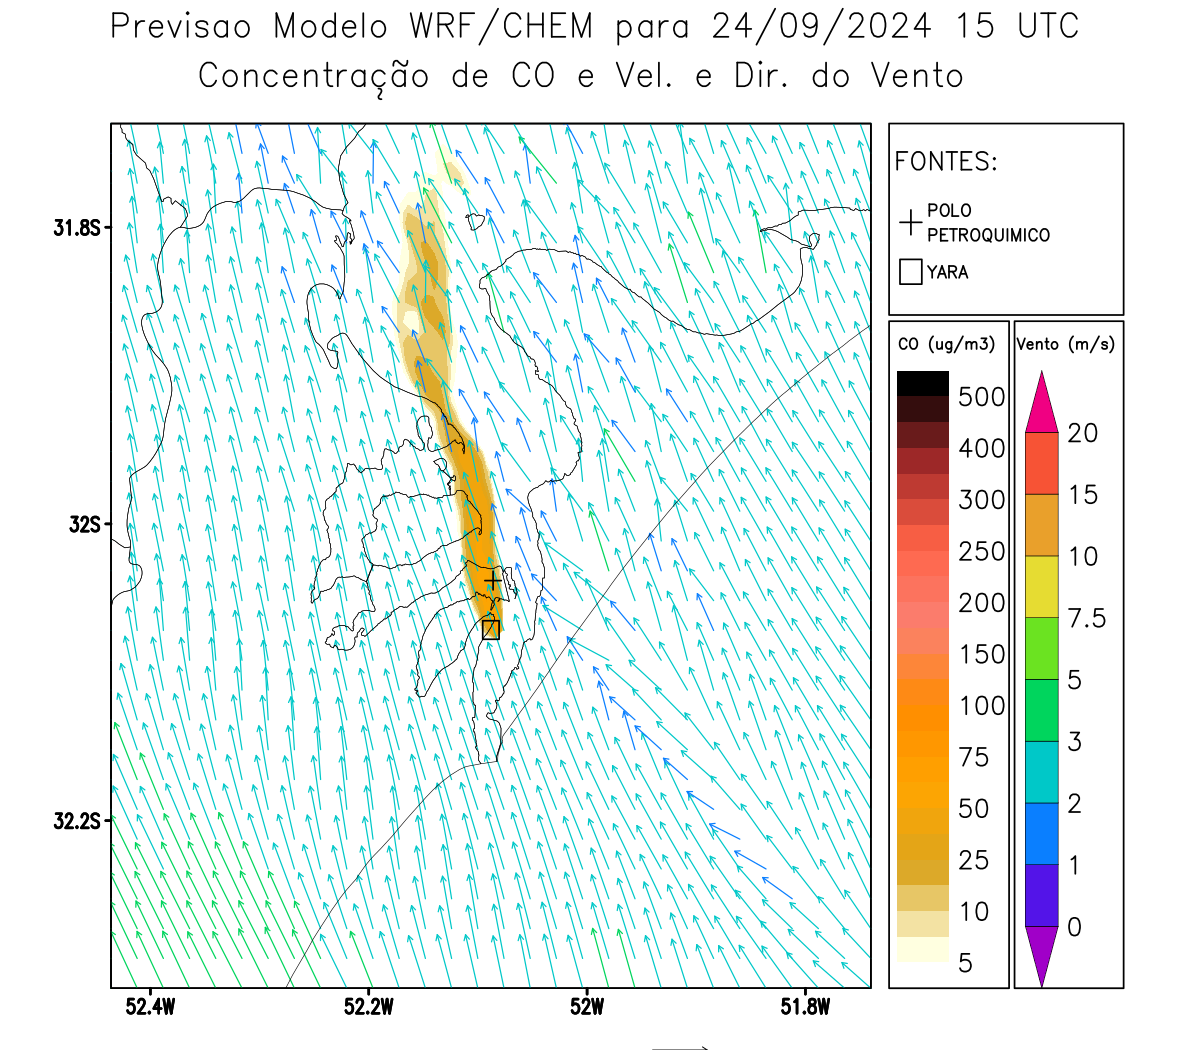 Previsao Modelo WRF/CHEM para 24/09/2024 15 UTC
Concentração de CO e Vel. e Dir. do Vento
FONTES:
POLO
PETROQUIMICO
YARA
CO (ug/m3)
500
400
300
250
200
150
100
75
50
25
10
5
Vento (m/s)
20
15
10
7.5
5
3
2
1
0
31.8S
32S
32.2S
52.4W
52.2W
52W
51.8W